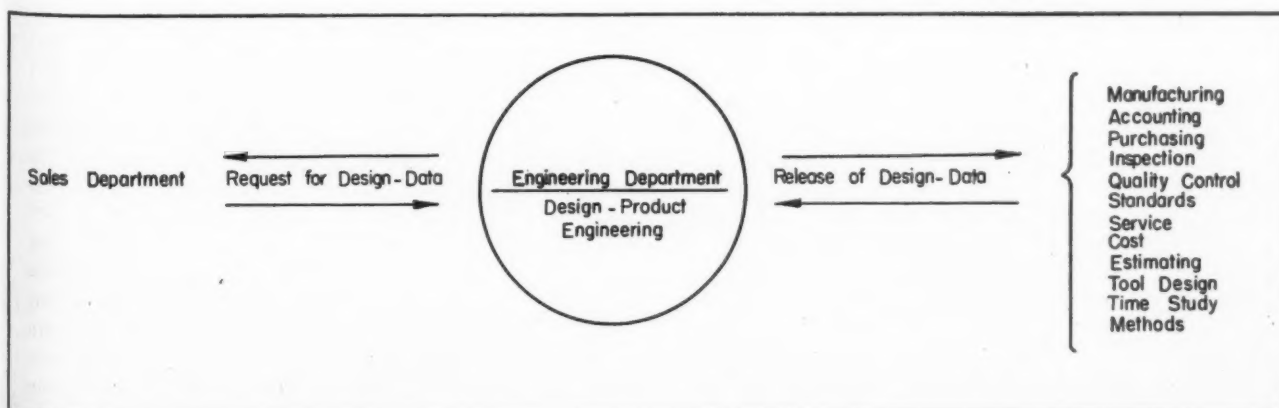 Sales Department
Request for Design-Data
Engineering Department
Design - Product
Engineering
Release of Design-Data
Manufacturing
Accounting
Purchasing
Inspection
Quality Control
Standards
Service
Cost
Estimating
Tool Design
Time Study
Methods